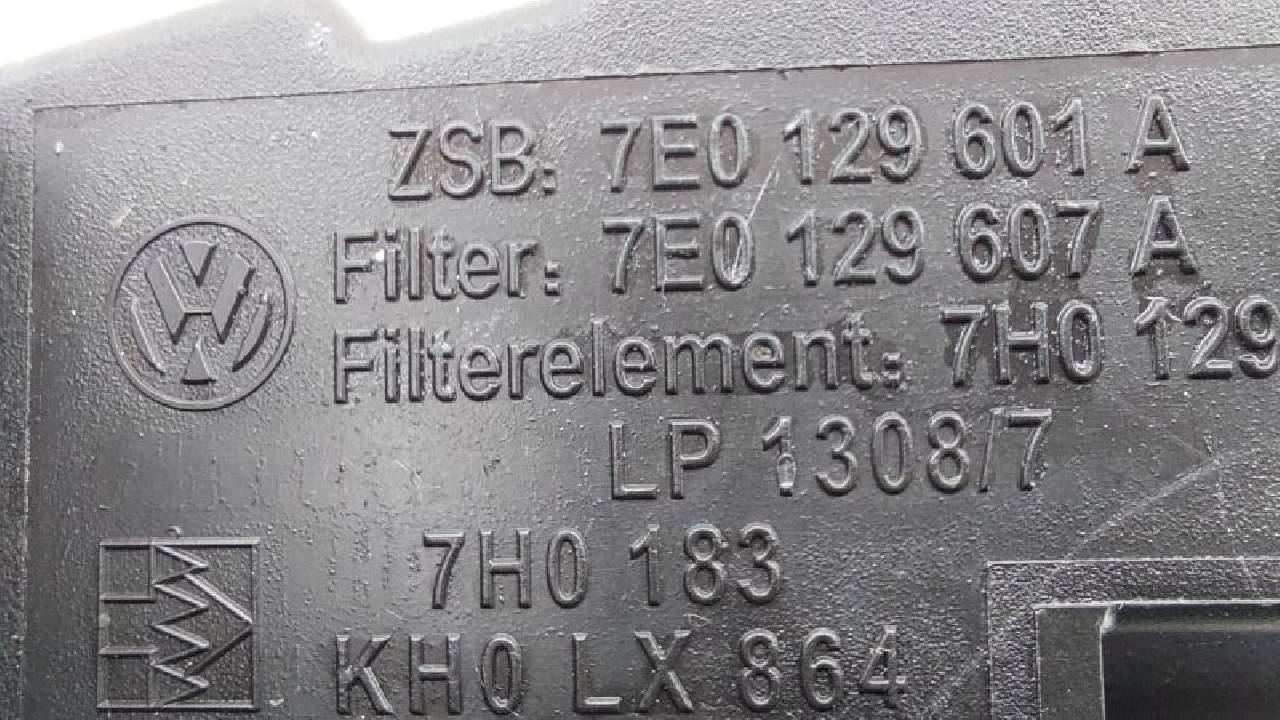 ZSB: 7E0 129 601 A
Filter: 7E0 129 607 A
Filterelement: 7H0 129
LP 1308/7
7H0 183
KH0 LX 864